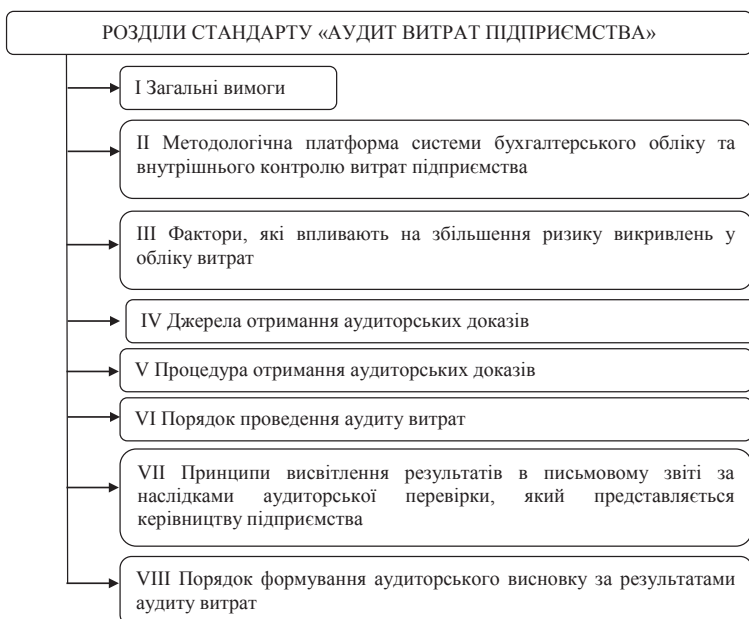 РОЗДІЛИ СТАНДАРТУ «АУДИТ ВИТРАТ ПІДПРИЄМСТВА»
I Загальні вимоги
II Методологічна платформа системи бухгалтерського обліку та
внутрішнього контролю витрат підприємства
III Фактори, які впливають на збільшення ризику викривлень у
обліку витрат
IV Джерела отримання аудиторських доказів
V Процедура отримання аудиторських доказів
VI Порядок проведення аудиту витрат
VII Принципи висвітлення результатів в письмовому звіті за
наслідками аудиторської перевірки, який представляється
керівництву підприємства
VIII Порядок формування аудиторського висновку за результатами
аудиту витрат